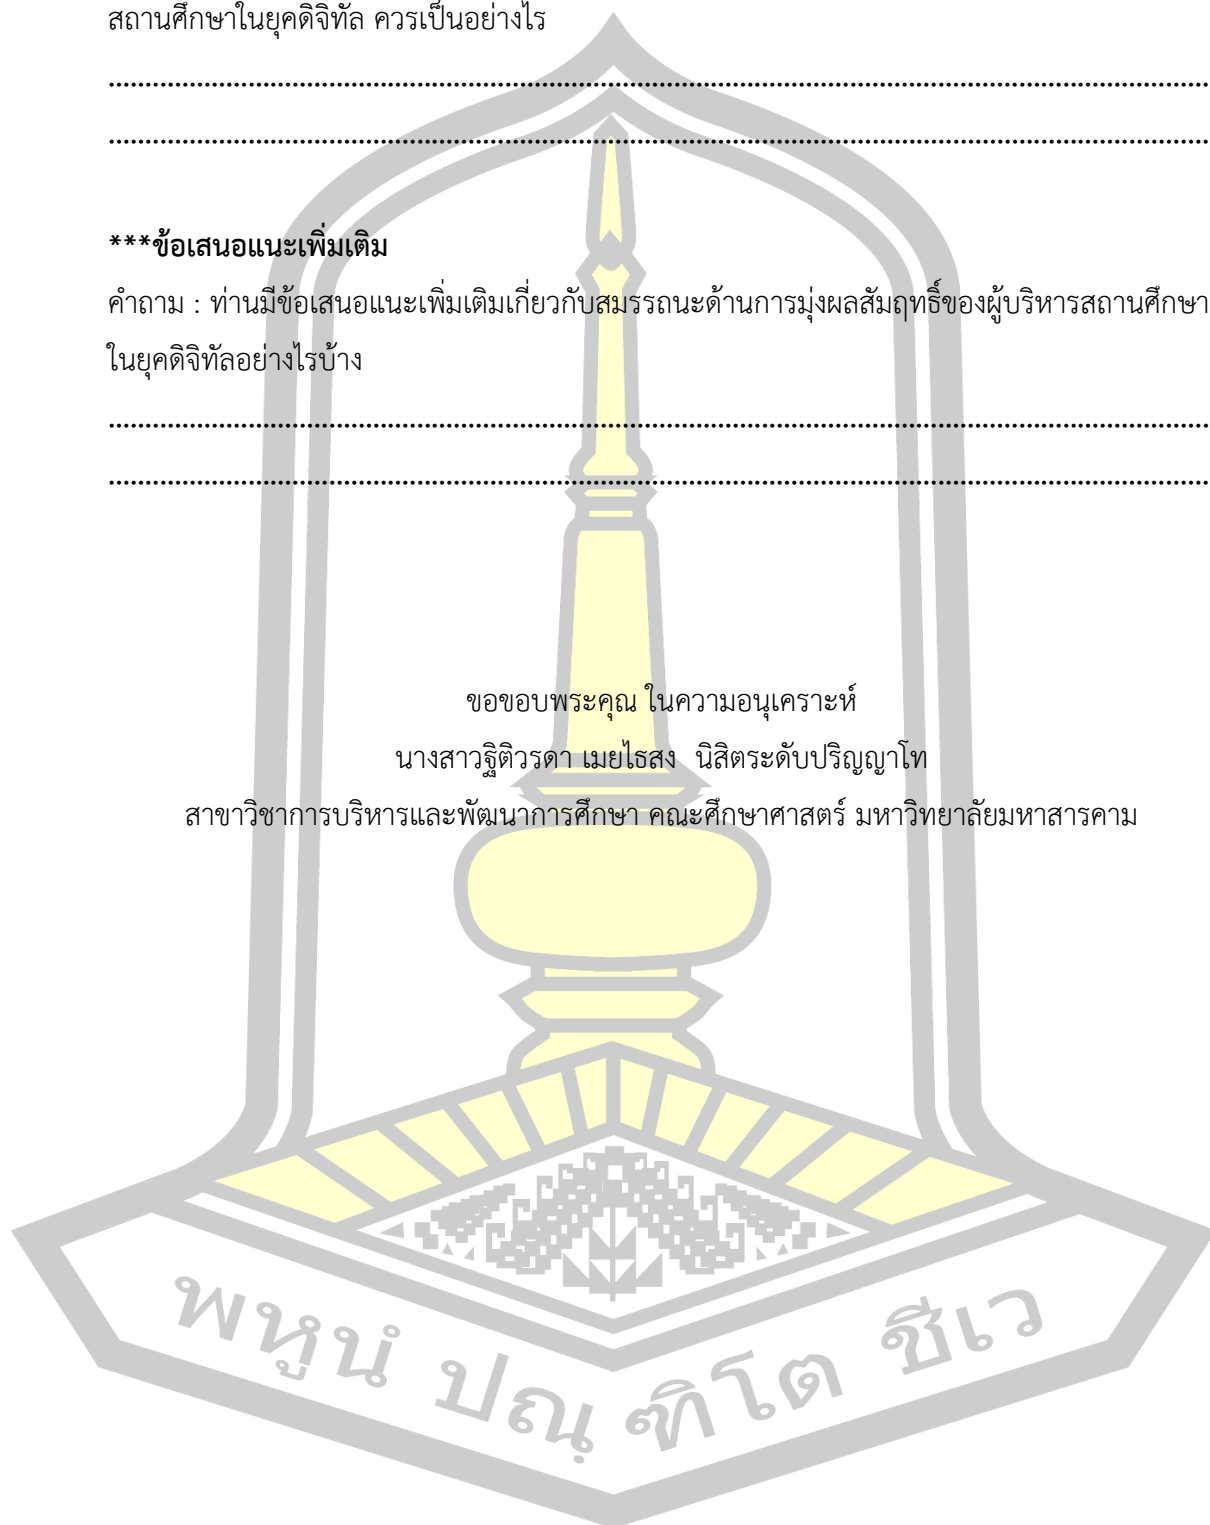 สถานศึกษาในยุคดิจิทัล ควรเป็นอย่างไร
................................................................................................................................................
................................................................................................................................................
***ข้อเสนอแนะเพิ่มเติม
คำถาม : ท่านมีข้อเสนอแนะเพิ่มเติมเกี่ยวกับสมรรถนะด้านการมุ่งผลสัมฤทธิ์ของผู้บริหารสถานศึกษา
ในยุคดิจิทัลอย่างไรบ้าง
................................................................................................................................................
................................................................................................................................................
ขอขอบพระคุณ ในความอนุเคราะห์
นางสาวฐิติวรดา เมยไธสง  นิสิตระดับปริญญาโท
สาขาวิชาการบริหารและพัฒนาการศึกษา คณะศึกษาศาสตร์ มหาวิทยาลัยมหาสารคาม
พหูนํ ปณฺฑิโต ชีเว